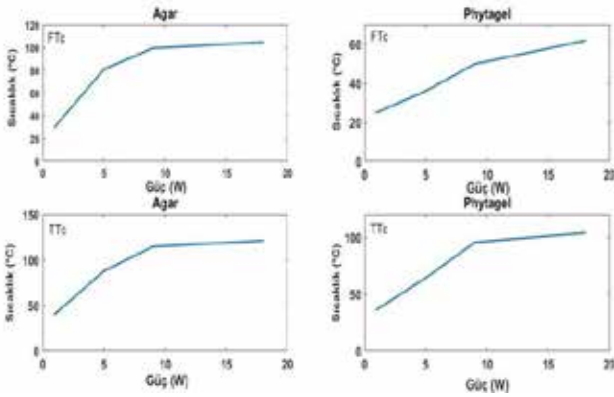 Agar
Phytagel
FTc
FTc
120
100
80
60
40
20
0
60
40
20
0
Sıcaklık (°C)
Sıcaklık (°C)
0 5 10 15 20
0 5 10 15 20
Güç (W)
Güç (W)
Agar
Phytagel
TTc
TTc
150
100
50
0
100
50
0
Sıcaklık (°C)
Sıcaklık (°C)
0 5 10 15 20
0 5 10 15 20
Güç (W)
Güç (W)